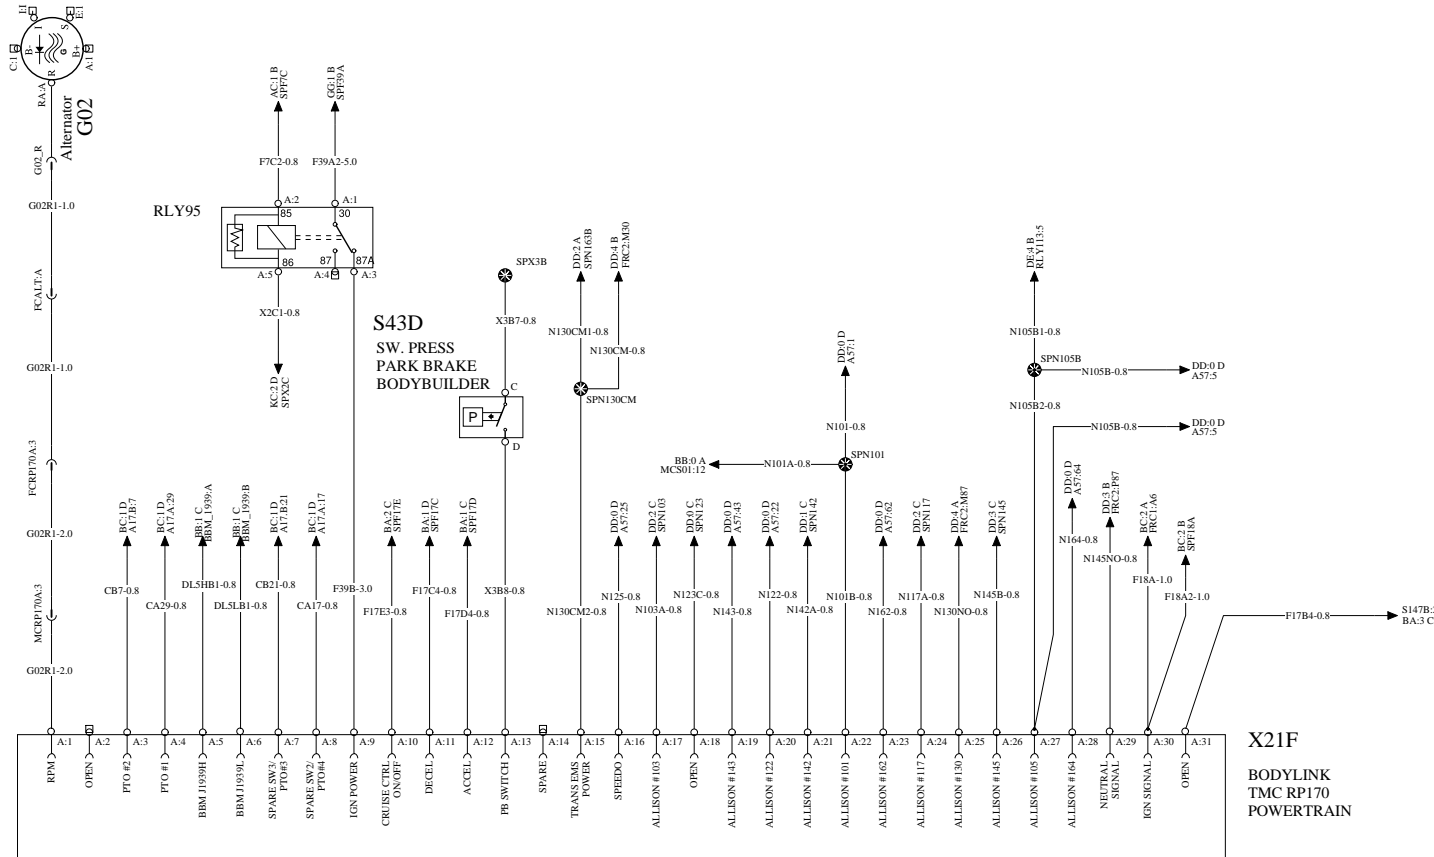 I:I
E:1
C:1
A:1
I
S
B-
B+
G
R
RA:A
Alternator
G02
G02_R
G02R1-1.0
FCALT:A
G02R1-1.0
FCRP170A:3
G02R1-2.0
MCRP170A:3
G02R1-2.0
AC:1 B
SPF7C
GG:1 B
SPF39A
F7C2-0.8
F39A2-5.0
RLY95
A:2
A:1
85
30
86
87
87A
A:5
A:4
A:3
X2C1-0.8
KC:2 D
SPX2C
S43D
SW. PRESS
PARK BRAKE
BODYBUILDER
SPX3B
X3B7-0.8
C
P
D
DD:2 A
SPN163B
DD:4 B
FRC2:M30
N130CM1-0.8
N130CM-0.8
SPN130CM
DD:0 D
A57:1
N101-0.8
SPN101
N101A-0.8
BB:0 A
MCS01:12
DE:4 B
RLY113:5
N105B1-0.8
SPN105B
N105B-0.8
DD:0 D
A57:5
N105B2-0.8
N105B-0.8
DD:0 D
A57:5
BC:1 D
A17.B:7
BC:1 D
A17.A:29
BB:1 C
BBM_1939:A
BB:1 C
BBM_1939:B
BC:1 D
A17.B:21
BC:1 D
A17.A:17
BA:2 C
SPF17E
BA:1 D
SPF17C
BA:1 C
SPF17D
DD:0 D
A57:25
DD:2 C
SPN103
DD:0 C
SPN123
DD:0 D
A57:43
DD:0 D
A57:22
DD:1 C
SPN142
DD:0 D
A57:62
DD:2 C
SPN117
DD:4 A
FRC2:M87
DD:3 C
SPN145
DD:0 D
A57:64
DD:3 B
FRC2:P87
BC:2 A
FRC1:A6
BC:2 B
SPF18A
CB7-0.8
CA29-0.8
DL5HB1-0.8
DL5LB1-0.8
CB21-0.8
CA17-0.8
F39B-3.0
F17E3-0.8
F17C4-0.8
F17D4-0.8
X3B8-0.8
N130CM2-0.8
N125-0.8
N103A-0.8
N123C-0.8
N143-0.8
N122-0.8
N142A-0.8
N101B-0.8
N162-0.8
N117A-0.8
N130NO-0.8
N145B-0.8
N164-0.8
N145NO-0.8
F18A-1.0
F18A2-1.0
F17B4-0.8
S147B:
BA:3 C
A:1
A:2
A:3
A:4
A:5
A:6
A:7
A:8
A:9
A:10
A:11
A:12
A:13
A:14
A:15
A:16
A:17
A:18
A:19
A:20
A:21
A:22
A:23
A:24
A:25
A:26
A:27
A:28
A:29
A:30
A:31
RPM
OPEN
PTO #2
PTO #1
BBM J1939H
BBM J1939L
SPARE SW3/
PTO#3
SPARE SW2/
PTO#4
IGN POWER
CRUISE CTRL
ON/OFF
DECEL
ACCEL
PB SWITCH
SPARE
TRANS EMS
POWER
SPEEDO
ALLISON #103
OPEN
ALLISON #143
ALLISON #122
ALLISON #142
ALLISON #101
ALLISON #162
ALLISON #117
ALLISON #130
ALLISON #145
ALLISON #105
ALLISON #164
NEUTRAL
SIGNAL
IGN SIGNAL
OPEN
X21F
BODYLINK
TMC RP170
POWERTRAIN